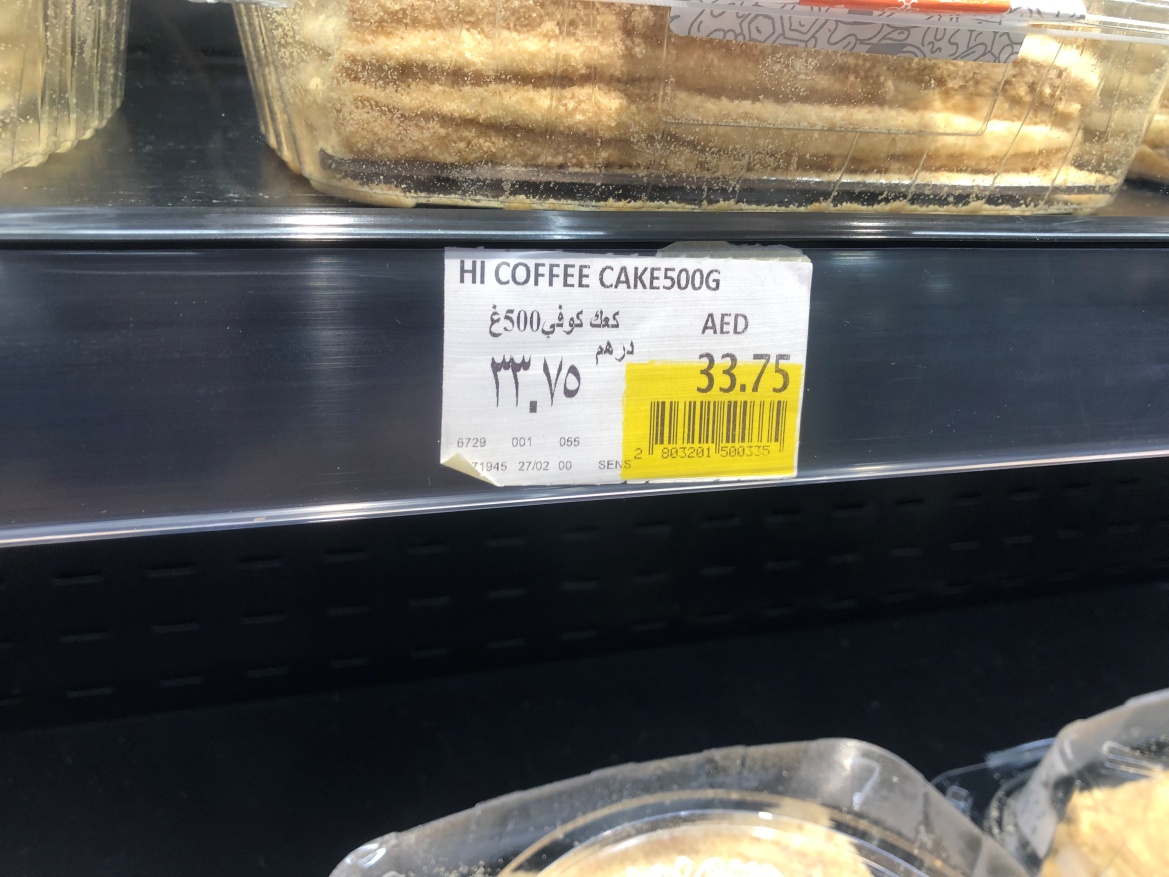 HI COFFEE CAKE500G
كعك كوفي500غ
AED
درهم
٣٣.٧٥
33.75
6729 001 055
71945 27/02 00 SENS
2 803201 500335